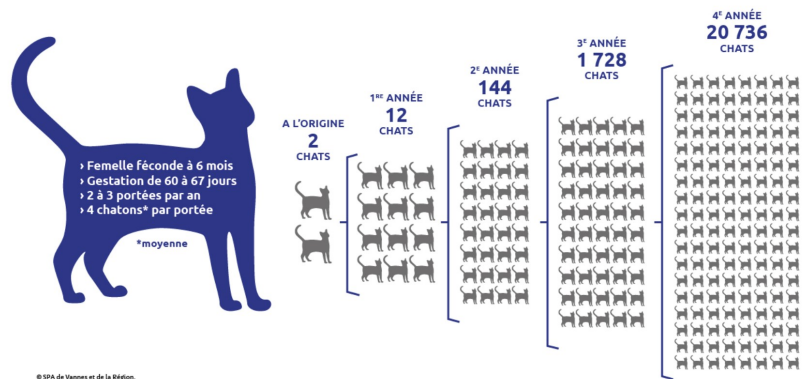 › Femelle féconde à 6 mois
› Gestation de 60 à 67 jours
› 2 à 3 portées par an
› 4 chatons* par portée
*moyenne
A L'ORIGINE
2
CHATS
1RE ANNÉE
12
CHATS
2E ANNÉE
144
CHATS
3E ANNÉE
1 728
CHATS
4E ANNÉE
20 736
CHATS
© SPA de Vannes et de la Région.